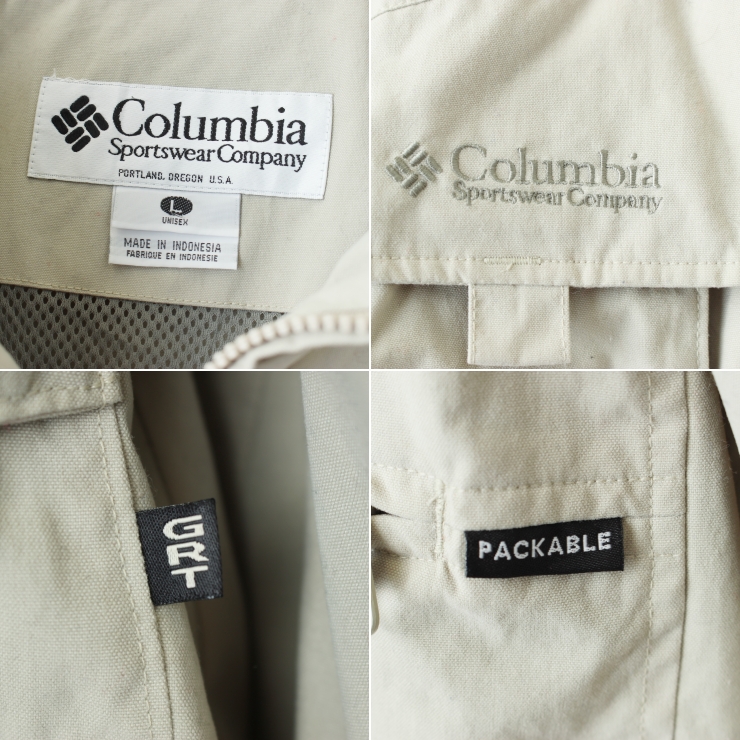 Columbia
Sportswear Company
PORTLAND, OREGON U.S.A.
L
UNISEX
MADE IN INDONESIA
FABRIQUE EN INDONESIE
Columbia
Sportswear Company
GRT
PACKABLE